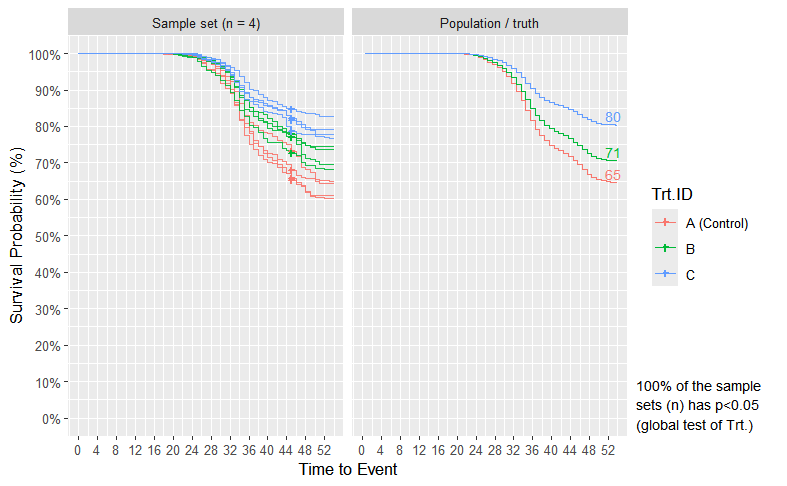 Sample set (n = 4)
Population / truth
100%
90%
80%
70%
60%
50%
40%
30%
20%
10%
0%
Survival Probability (%)
0 4 8 12 16 20 24 28 32 36 40 44 48 52
0 4 8 12 16 20 24 28 32 36 40 44 48 52
Time to Event
80
71
65
Trt.ID
A (Control)
B
C
100% of the sample
sets (n) has p<0.05
(global test of Trt.)